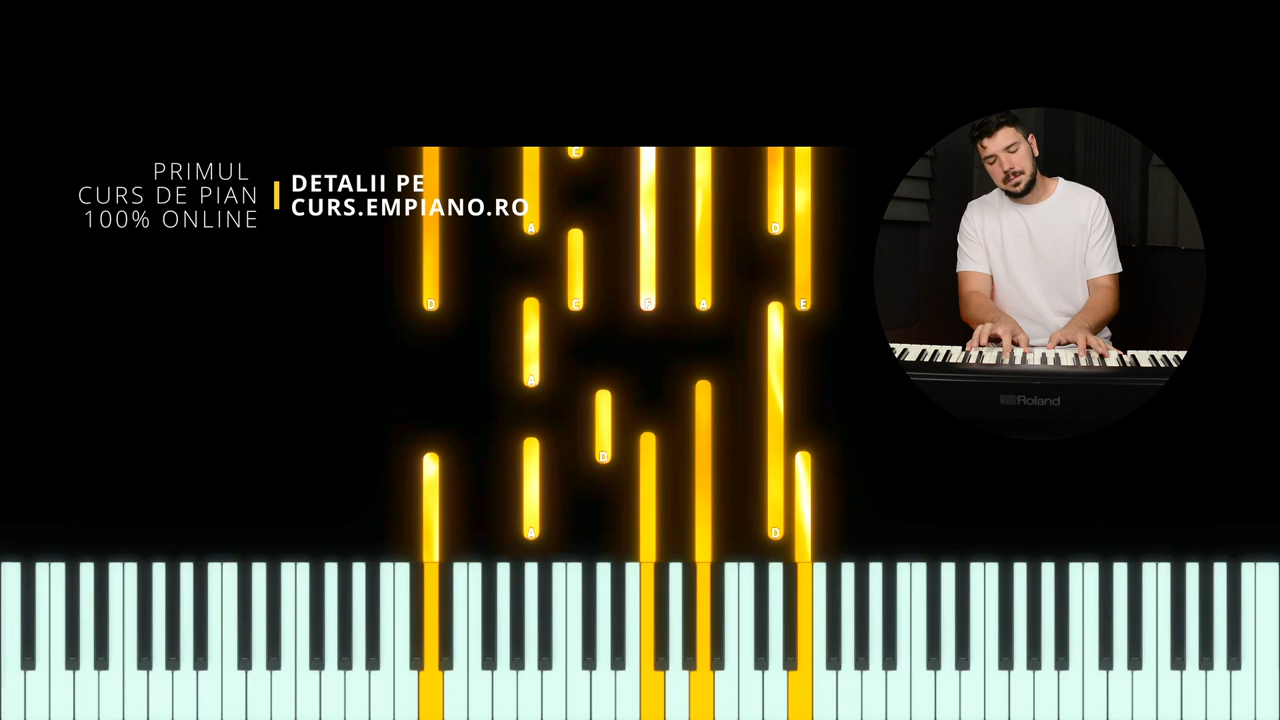 PRIMUL
CURS DE PIAN
100% ONLINE
DETALII PE
CURS.EMPIANO.RO
E
A
D
D
C
F
A
E
A
D
A
D
Roland